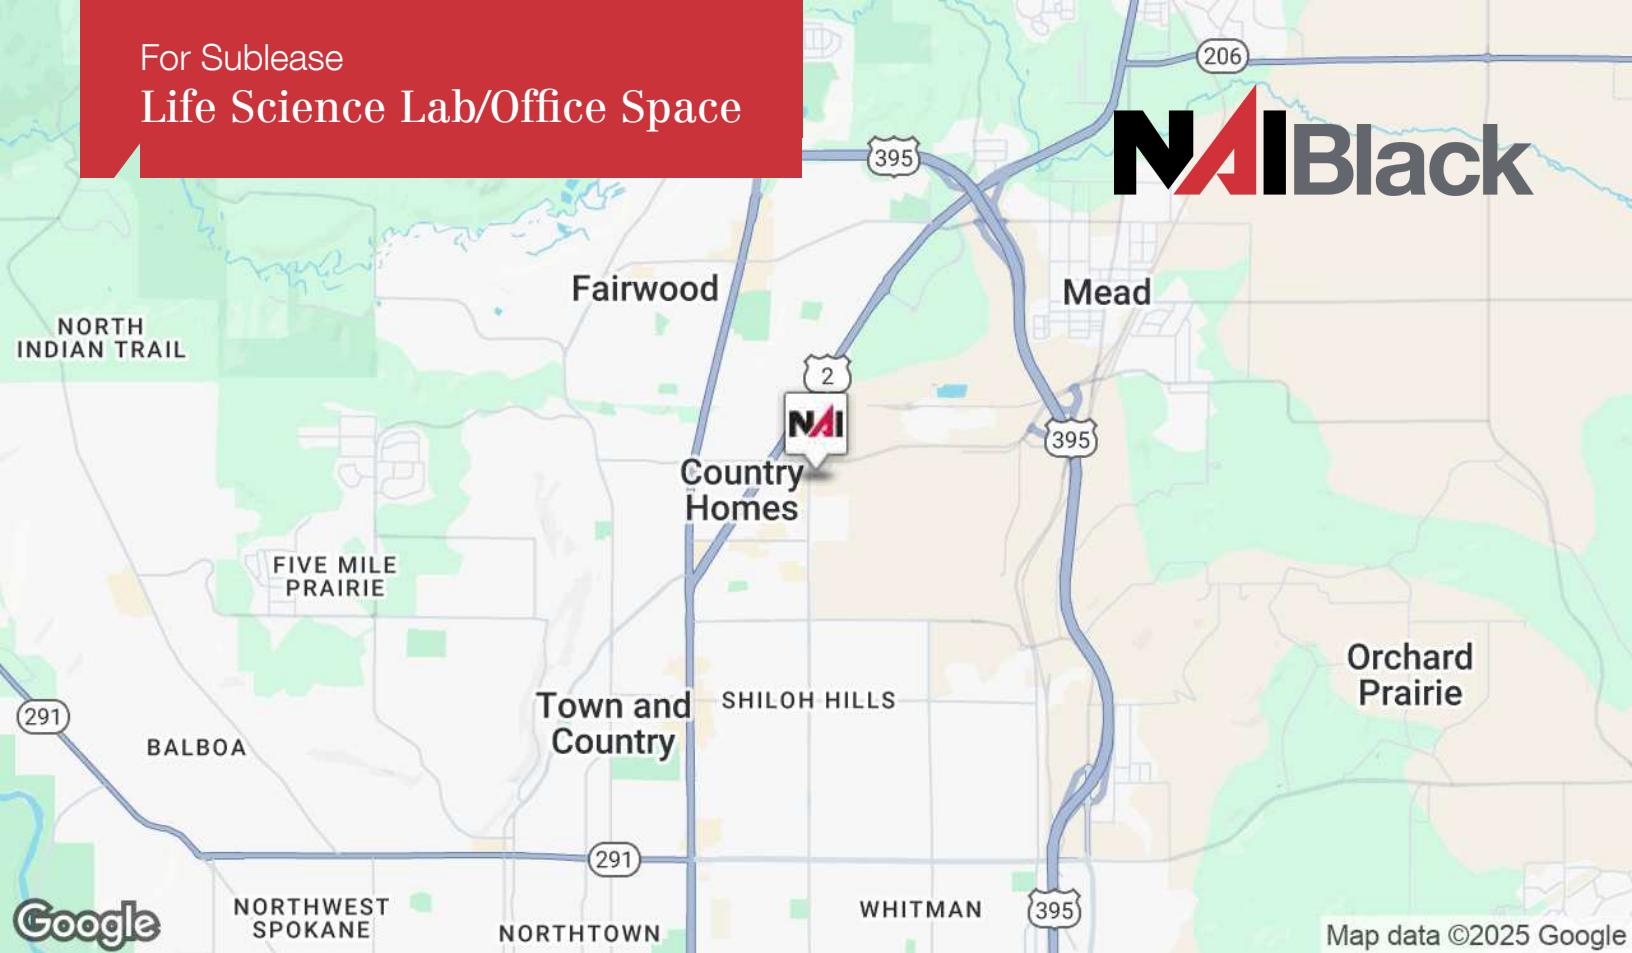 For Sublease
Life Science Lab/Office Space
NAIBlack
206
395
Fairwood
Mead
NORTH
INDIAN TRAIL
2
NAI
395
Country
Homes
FIVE MILE
PRAIRIE
Orchard
Prairie
Town and
Country
SHILOH HILLS
291
BALBOA
291
NORTHWEST
SPOKANE
NORTHTOWN
WHITMAN
395
Google
Map data ©2025 Google